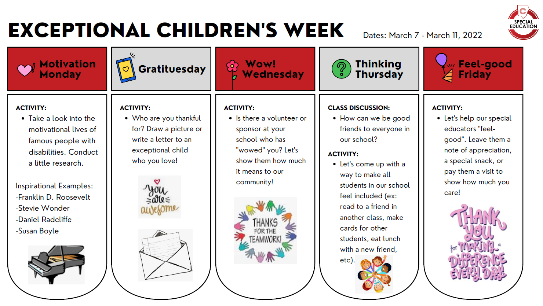 EXCEPTIONAL CHILDREN'S WEEK
Dates: March 7 - March 11, 2022
SPECIAL
EDUCATION
Motivation
Monday
ACTIVITY:
Take a look into the
motivational lives of
famous people with
disabilities. Conduct
a little research.
Inspirational Examples:
-Franklin D. Roosevelt
-Stevie Wonder
-Daniel Radcliffe
-Susan Boyle
Gratituesday
ACTIVITY:
Who are you thankful
for? Draw a picture or
write a letter to an
exceptional child
who you love!
you
are
awesome
Wow!
Wednesday
ACTIVITY:
Is there a volunteer or
sponsor at your
school who has
"wowed" you? Let's
show them how much
it means to our
community!
THANKS
FOR THE
TEAMWORK!
Thinking
Thursday
CLASS DISCUSSION:
How can we be good
friends to everyone in
our school?
ACTIVITY:
Let's come up with a
way to make all
students in our school
feel included (ex:
read to a friend in
another class, make
cards for other
students, eat lunch
with a new friend,
etc).
Feel-good
Friday
ACTIVITY:
Let's help our special
educators "feel-
good". Leave them a
note of appreciation,
a special snack, or
pay them a visit to
show how much you
care!
THANK
YOU
for MAKING
A
DIFFERENCE
EVERY DAY!